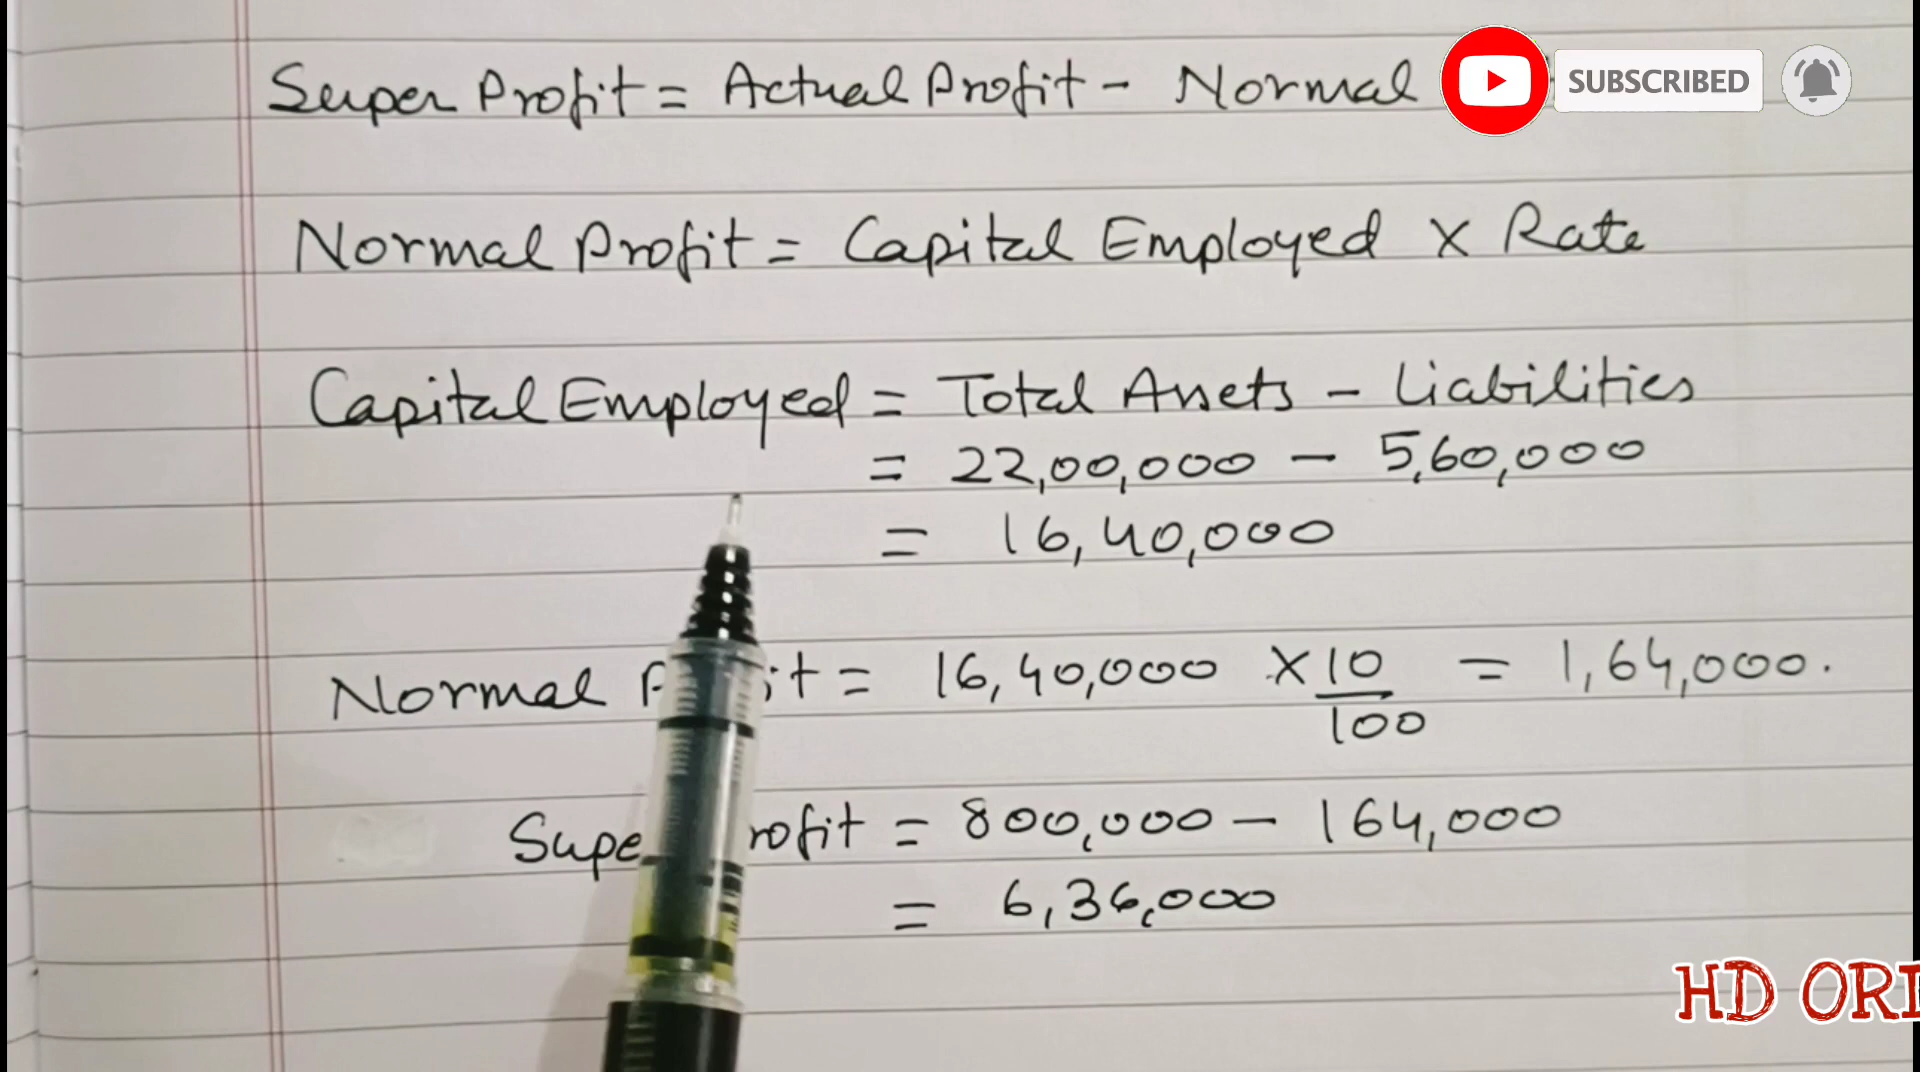 Super Profit = Actual Profit - Normal
SUBSCRIBED
Normal Profit = Capital Employed x Rate
Capital Employed = Total Assets - Liabilities
= 22,00,000 - 5,60,000
= 16,40,000
Normal = 16,40,000 x 10/100 = 1,64,000.
= 800,000 - 164,000
= 6,36,000
HD